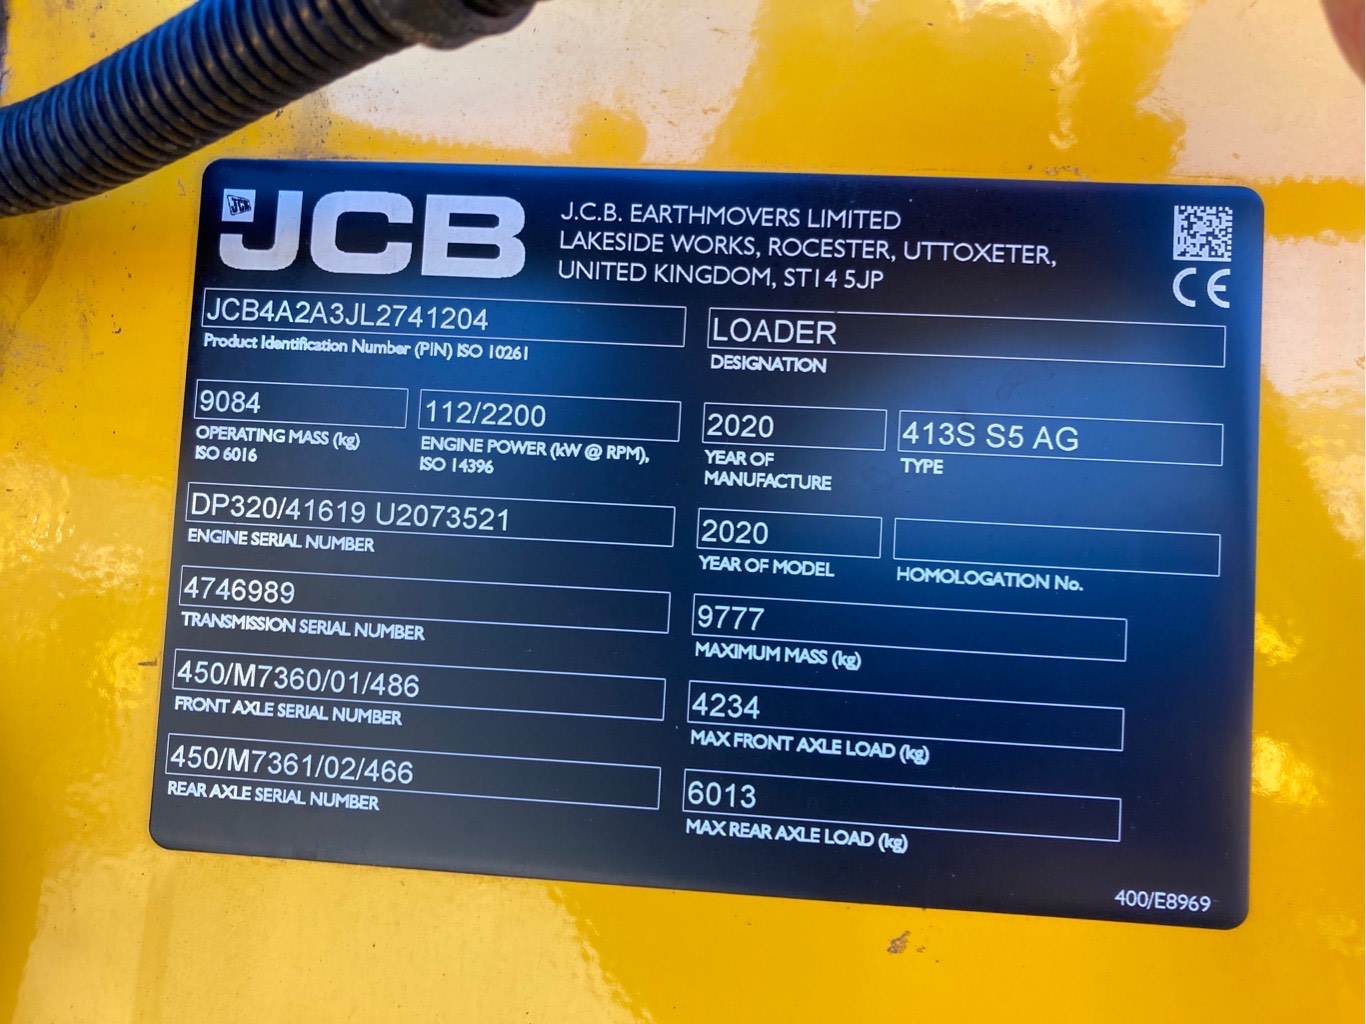 JCB
JCB
J.C.B. EARTHMOVERS LIMITED
LAKESIDE WORKS, ROCESTER, UTTOXETER,
UNITED KINGDOM, ST14 5JP
CE
JCB4A2A3JL2741204
Product Identification Number (PIN) ISO 10261
LOADER
DESIGNATION
9084
OPERATING MASS (kg)
ISO 6016
112/2200
ENGINE POWER (kW @ RPM),
ISO 14396
2020
YEAR OF
MANUFACTURE
413S S5 AG
TYPE
DP320/41619 U2073521
ENGINE SERIAL NUMBER
2020
YEAR OF MODEL
HOMOLOGATION No.
4746989
TRANSMISSION SERIAL NUMBER
9777
MAXIMUM MASS (kg)
450/M7360/01/486
FRONT AXLE SERIAL NUMBER
4234
MAX FRONT AXLE LOAD (kg)
450/M7361/02/466
REAR AXLE SERIAL NUMBER
6013
MAX REAR AXLE LOAD (kg)
400/E8969